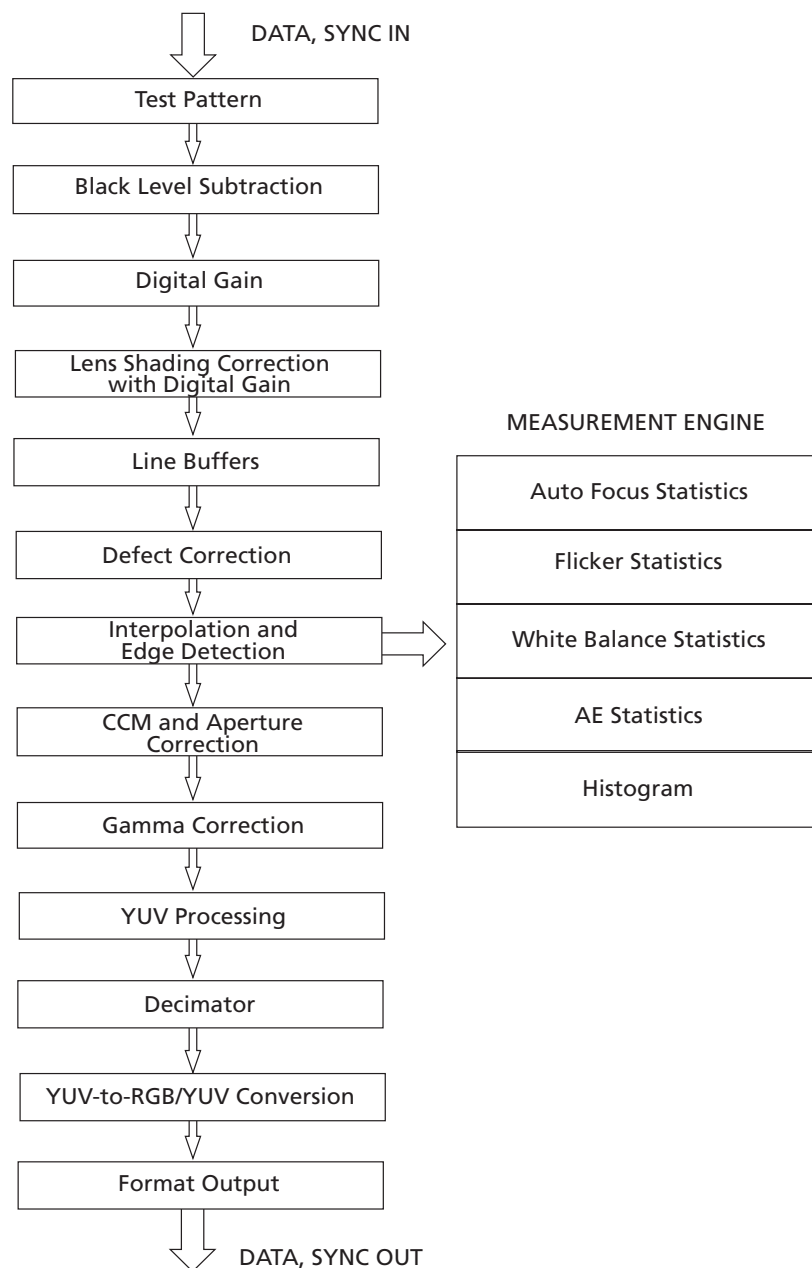 DATA, SYNC IN
Test Pattern
Black Level Subtraction
Digital Gain
Lens Shading Correction
with Digital Gain
Line Buffers
Defect Correction
Interpolation and
Edge Detection
CCM and Aperture
Correction
Gamma Correction
YUV Processing
Decimator
YUV-to-RGB/YUV Conversion
Format Output
DATA, SYNC OUT
MEASUREMENT ENGINE
Auto Focus Statistics
Flicker Statistics
White Balance Statistics
AE Statistics
Histogram